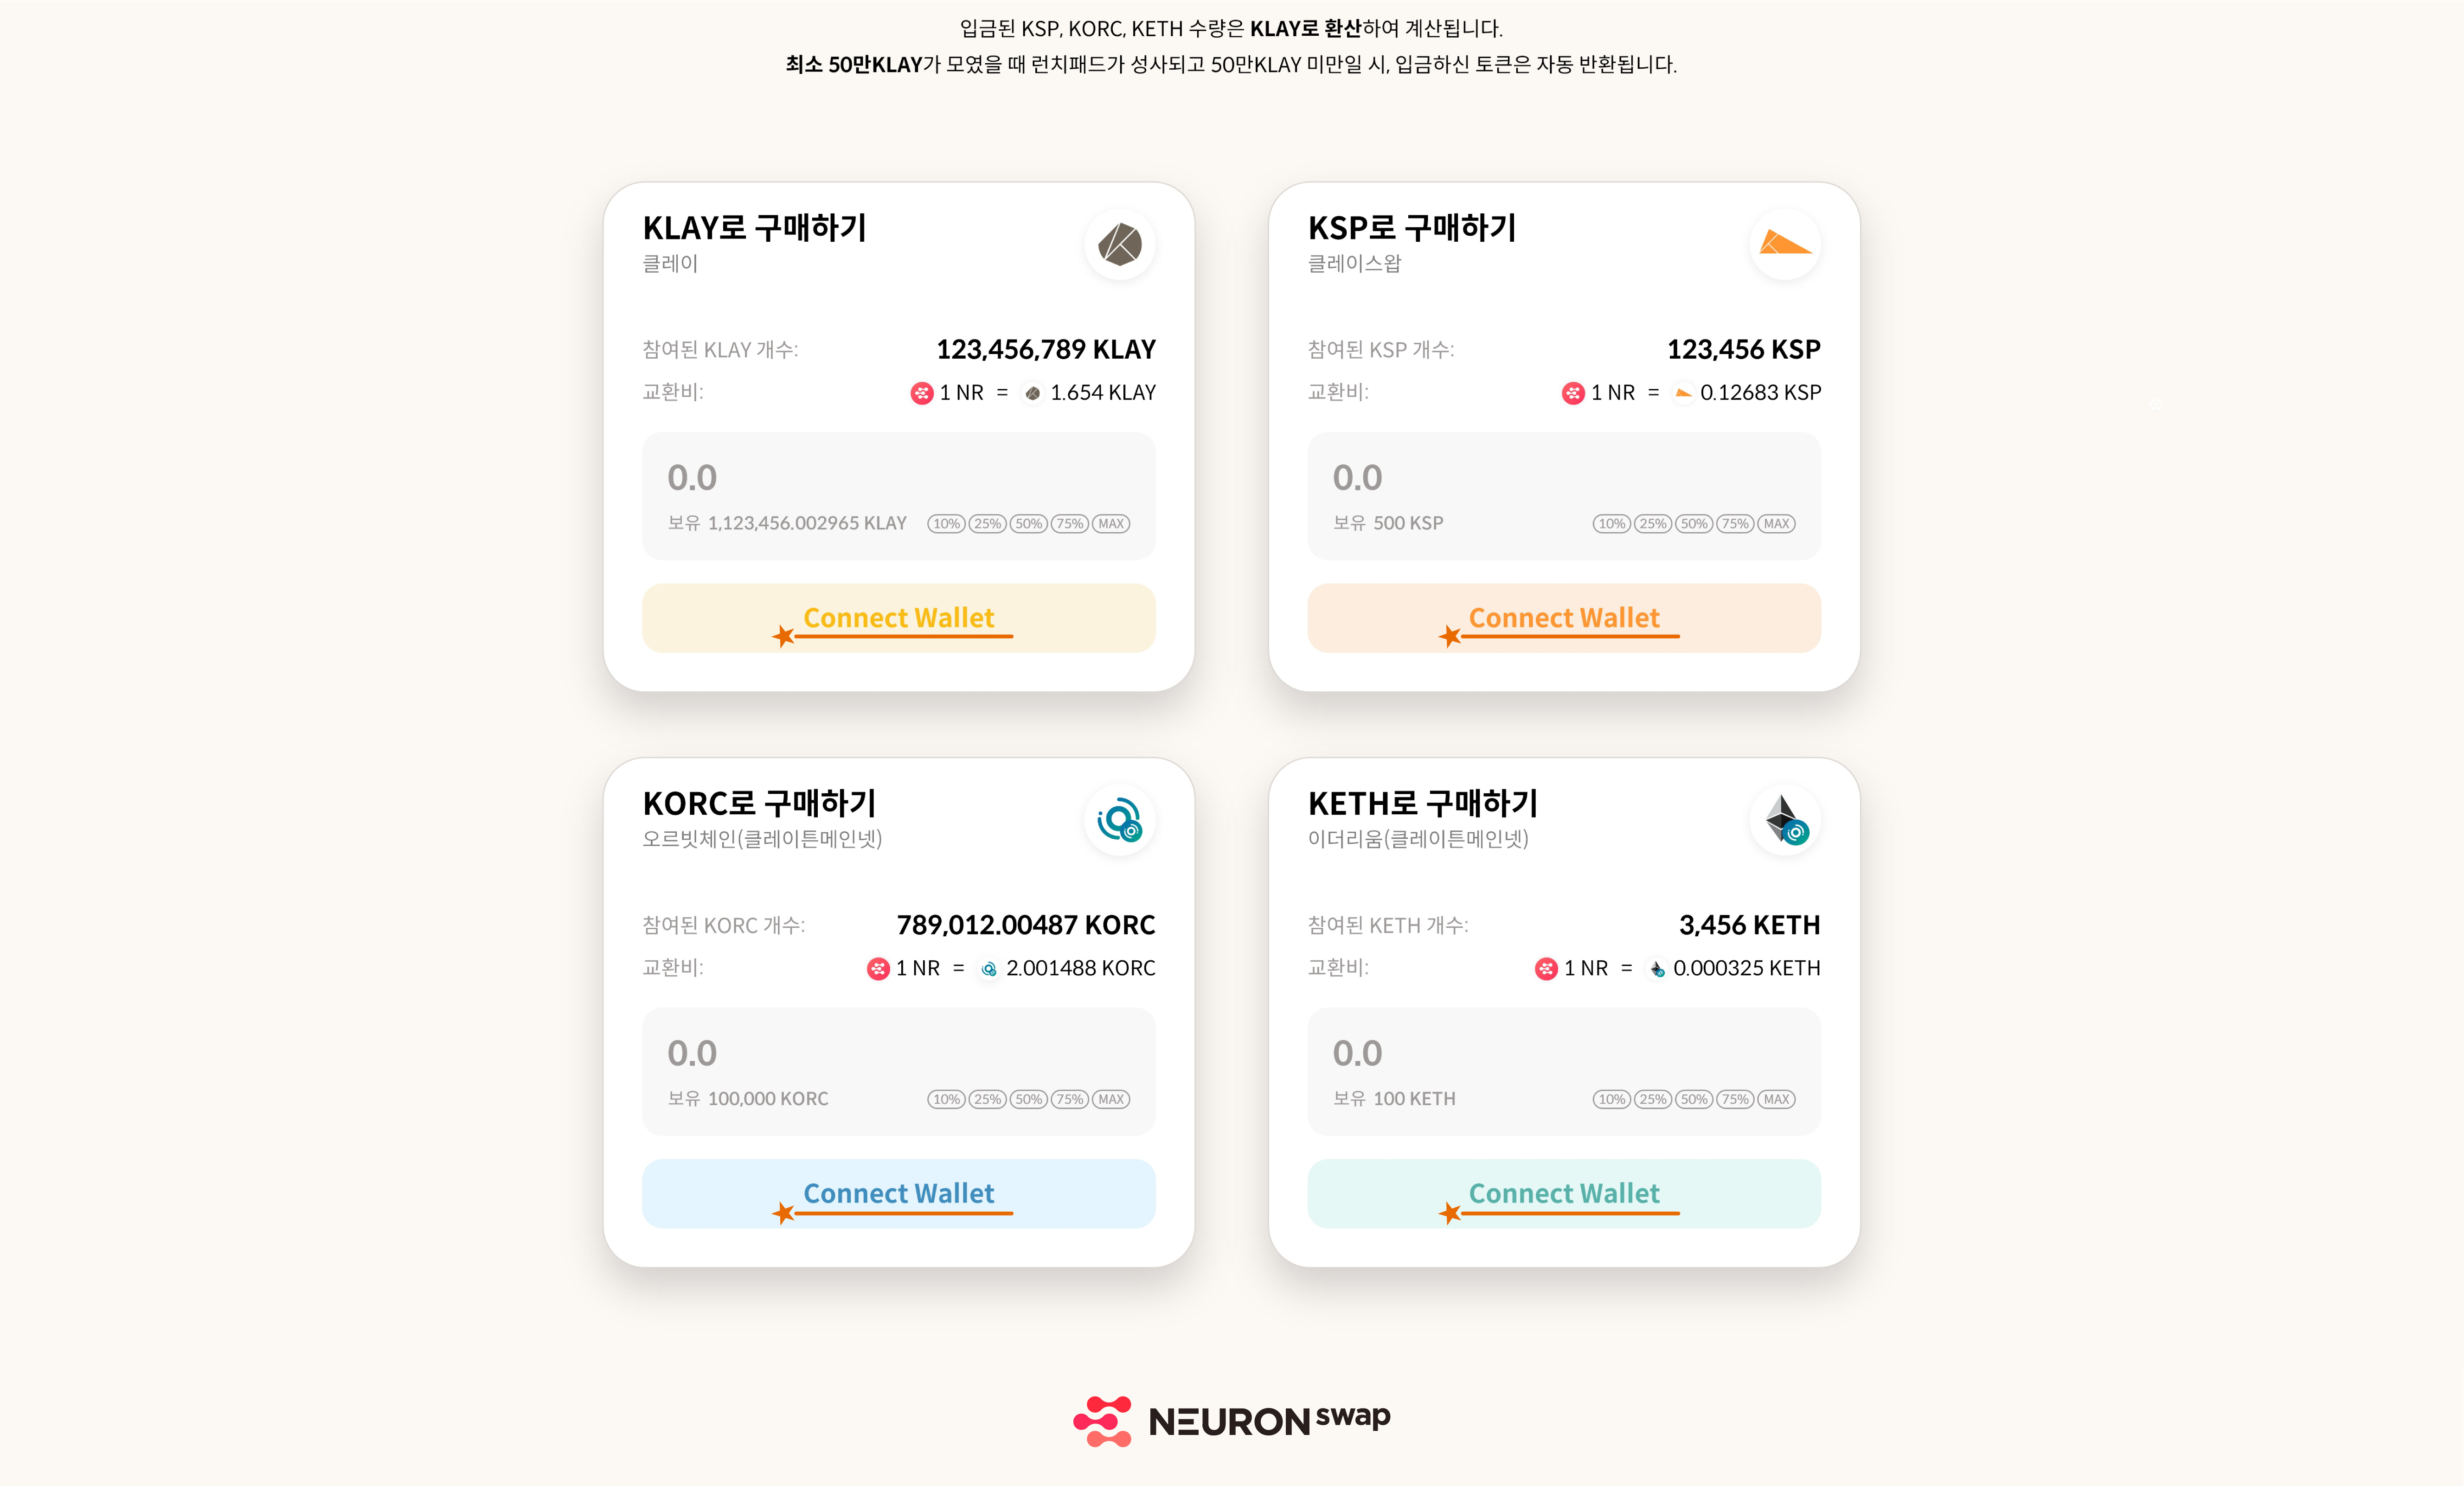 입금된 KSP, KORC, KETH 수량은 KLAY로 환산하여 계산됩니다.
최소 50만KLAY가 모였을 때 런치패드가 성사되고 50만KLAY 미만일 시, 입금하신 토큰은 자동 반환됩니다.
KLAY로 구매하기
클레이
참여된 KLAY 개수: 123,456,789 KLAY
교환비: 1 NR = 1.654 KLAY
0.0
보유 1,123,456.002965 KLAY 10% 25% 50% 75% MAX
Connect Wallet
KSP로 구매하기
클레이스왑
참여된 KSP 개수: 123,456 KSP
교환비: 1 NR = 0.12683 KSP
0.0
보유 500 KSP 10% 25% 50% 75% MAX
Connect Wallet
KORC로 구매하기
오르빗체인(클레이튼메인넷)
참여된 KORC 개수: 789,012.00487 KORC
교환비: 1 NR = 2.001488 KORC
0.0
보유 100,000 KORC 10% 25% 50% 75% MAX
Connect Wallet
KETH로 구매하기
이더리움(클레이튼메인넷)
참여된 KETH 개수: 3,456 KETH
교환비: 1 NR = 0.000325 KETH
0.0
보유 100 KETH 10% 25% 50% 75% MAX
Connect Wallet
NEURON swap